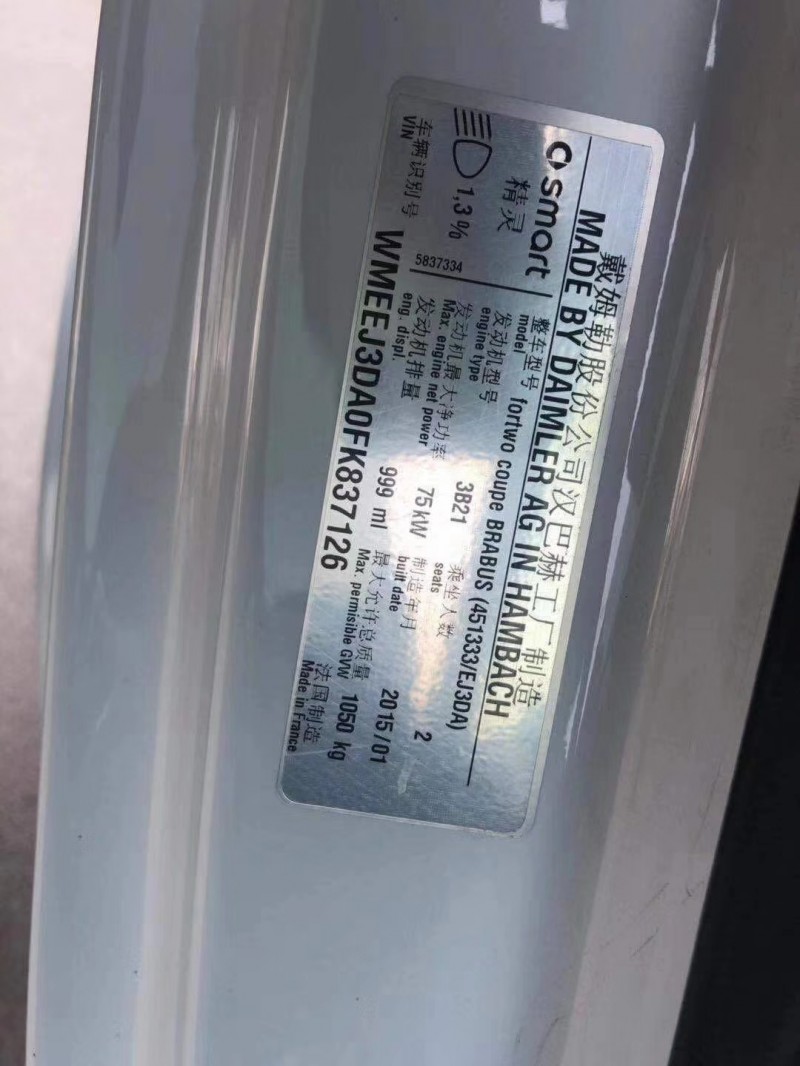 戴姆勒股份公司汉巴赫工厂制造
MADE BY DAIMLER AG IN HAMBACH
smart
精灵
整车型号
model
fortwo coupe BRABUS (451333/EJ3DA)
发动机型号
engine type
3B21
乘坐人数
seats
2
1,3%
5837334
发动机最大净功率
Max. engine net power
75kW
制造年月
built date
2015/01
发动机排量
eng. displ.
999 ml
最大允许总质量
Max. permisible GVW
1050 kg
车辆识别号
VIN
WMEEJ3DA0FK837126
法国制造
Made in France